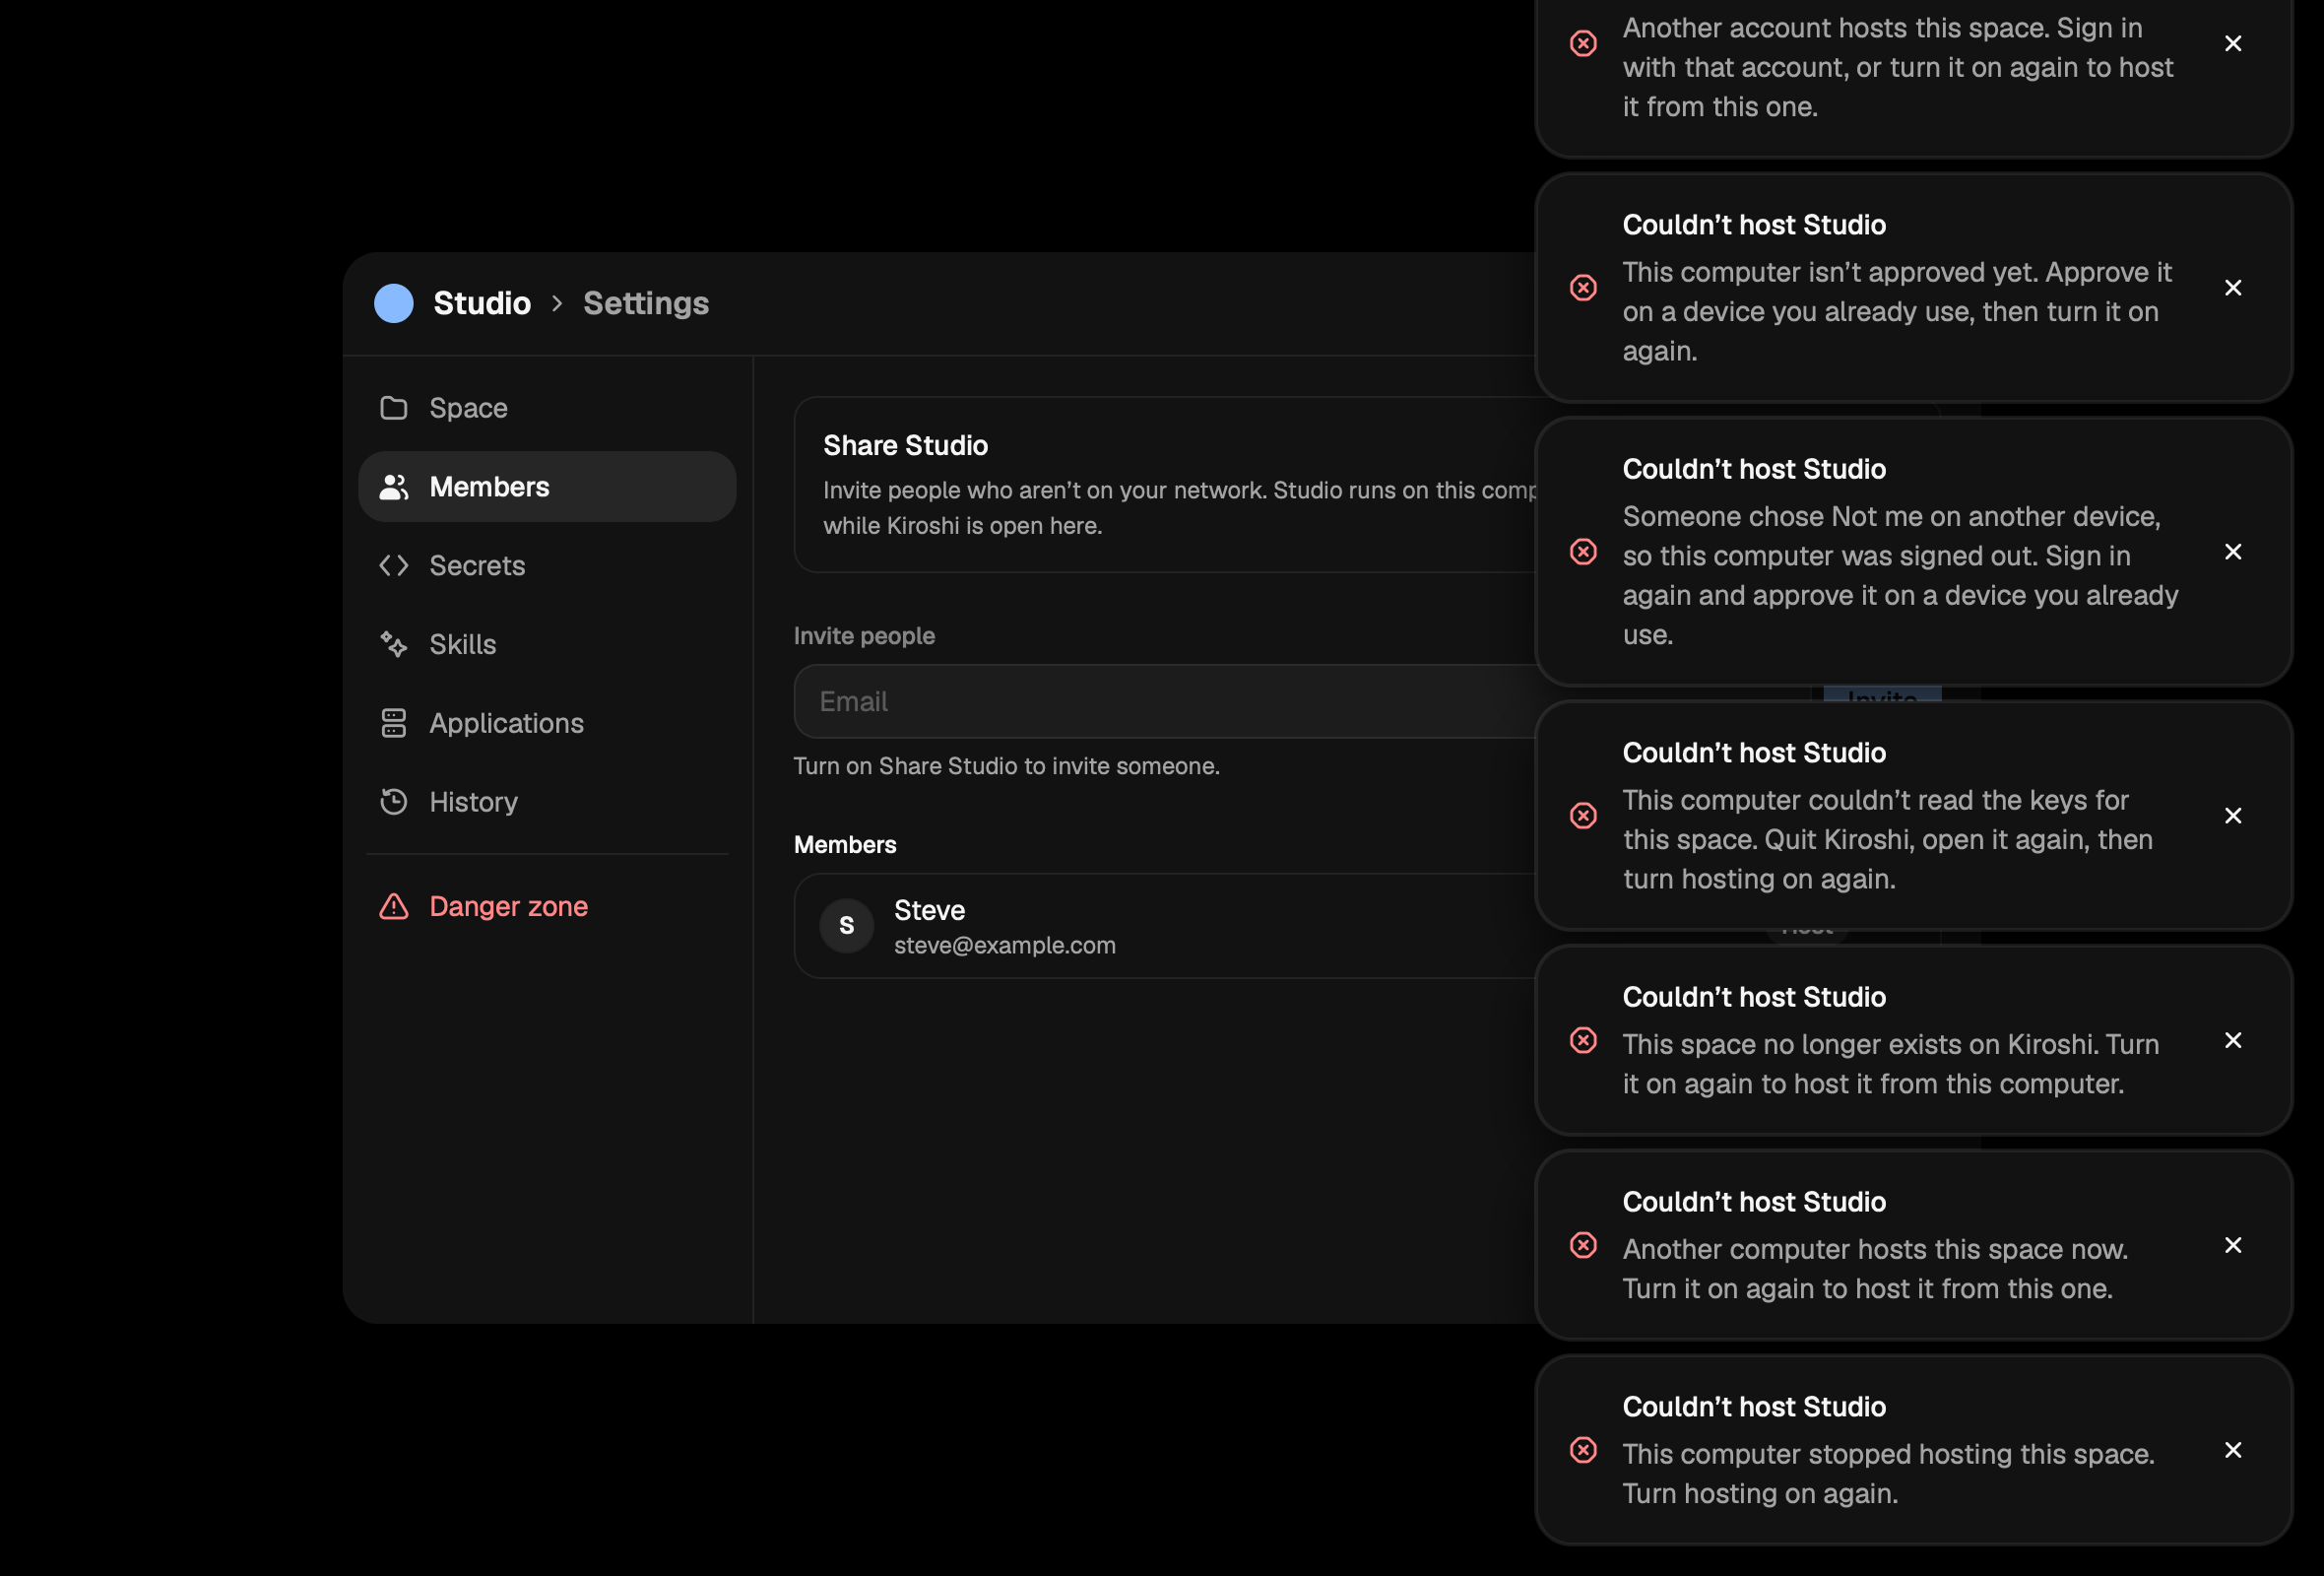 Studio > Settings
Space
Members
Secrets
Skills
Applications
History
Danger zone
Share Studio
Invite people who aren’t on your network. Studio runs on this
while Kiroshi is open here.
Invite people
Email
Invite
Turn on Share Studio to invite someone.
Members
S
Steve
steve@example.com
Host
Another account hosts this space. Sign in
with that account, or turn it on again to host
it from this one.
Couldn’t host Studio
This computer isn’t approved yet. Approve it
on a device you already use, then turn it on
again.
Couldn’t host Studio
Someone chose Not me on another device,
so this computer was signed out. Sign in
again and approve it on a device you already
use.
Couldn’t host Studio
This computer couldn’t read the keys for
this space. Quit Kiroshi, open it again, then
turn hosting on again.
Couldn’t host Studio
This space no longer exists on Kiroshi. Turn
it on again to host it from this computer.
Couldn’t host Studio
Another computer hosts this space now.
Turn it on again to host it from this one.
Couldn’t host Studio
This computer stopped hosting this space.
Turn hosting on again.